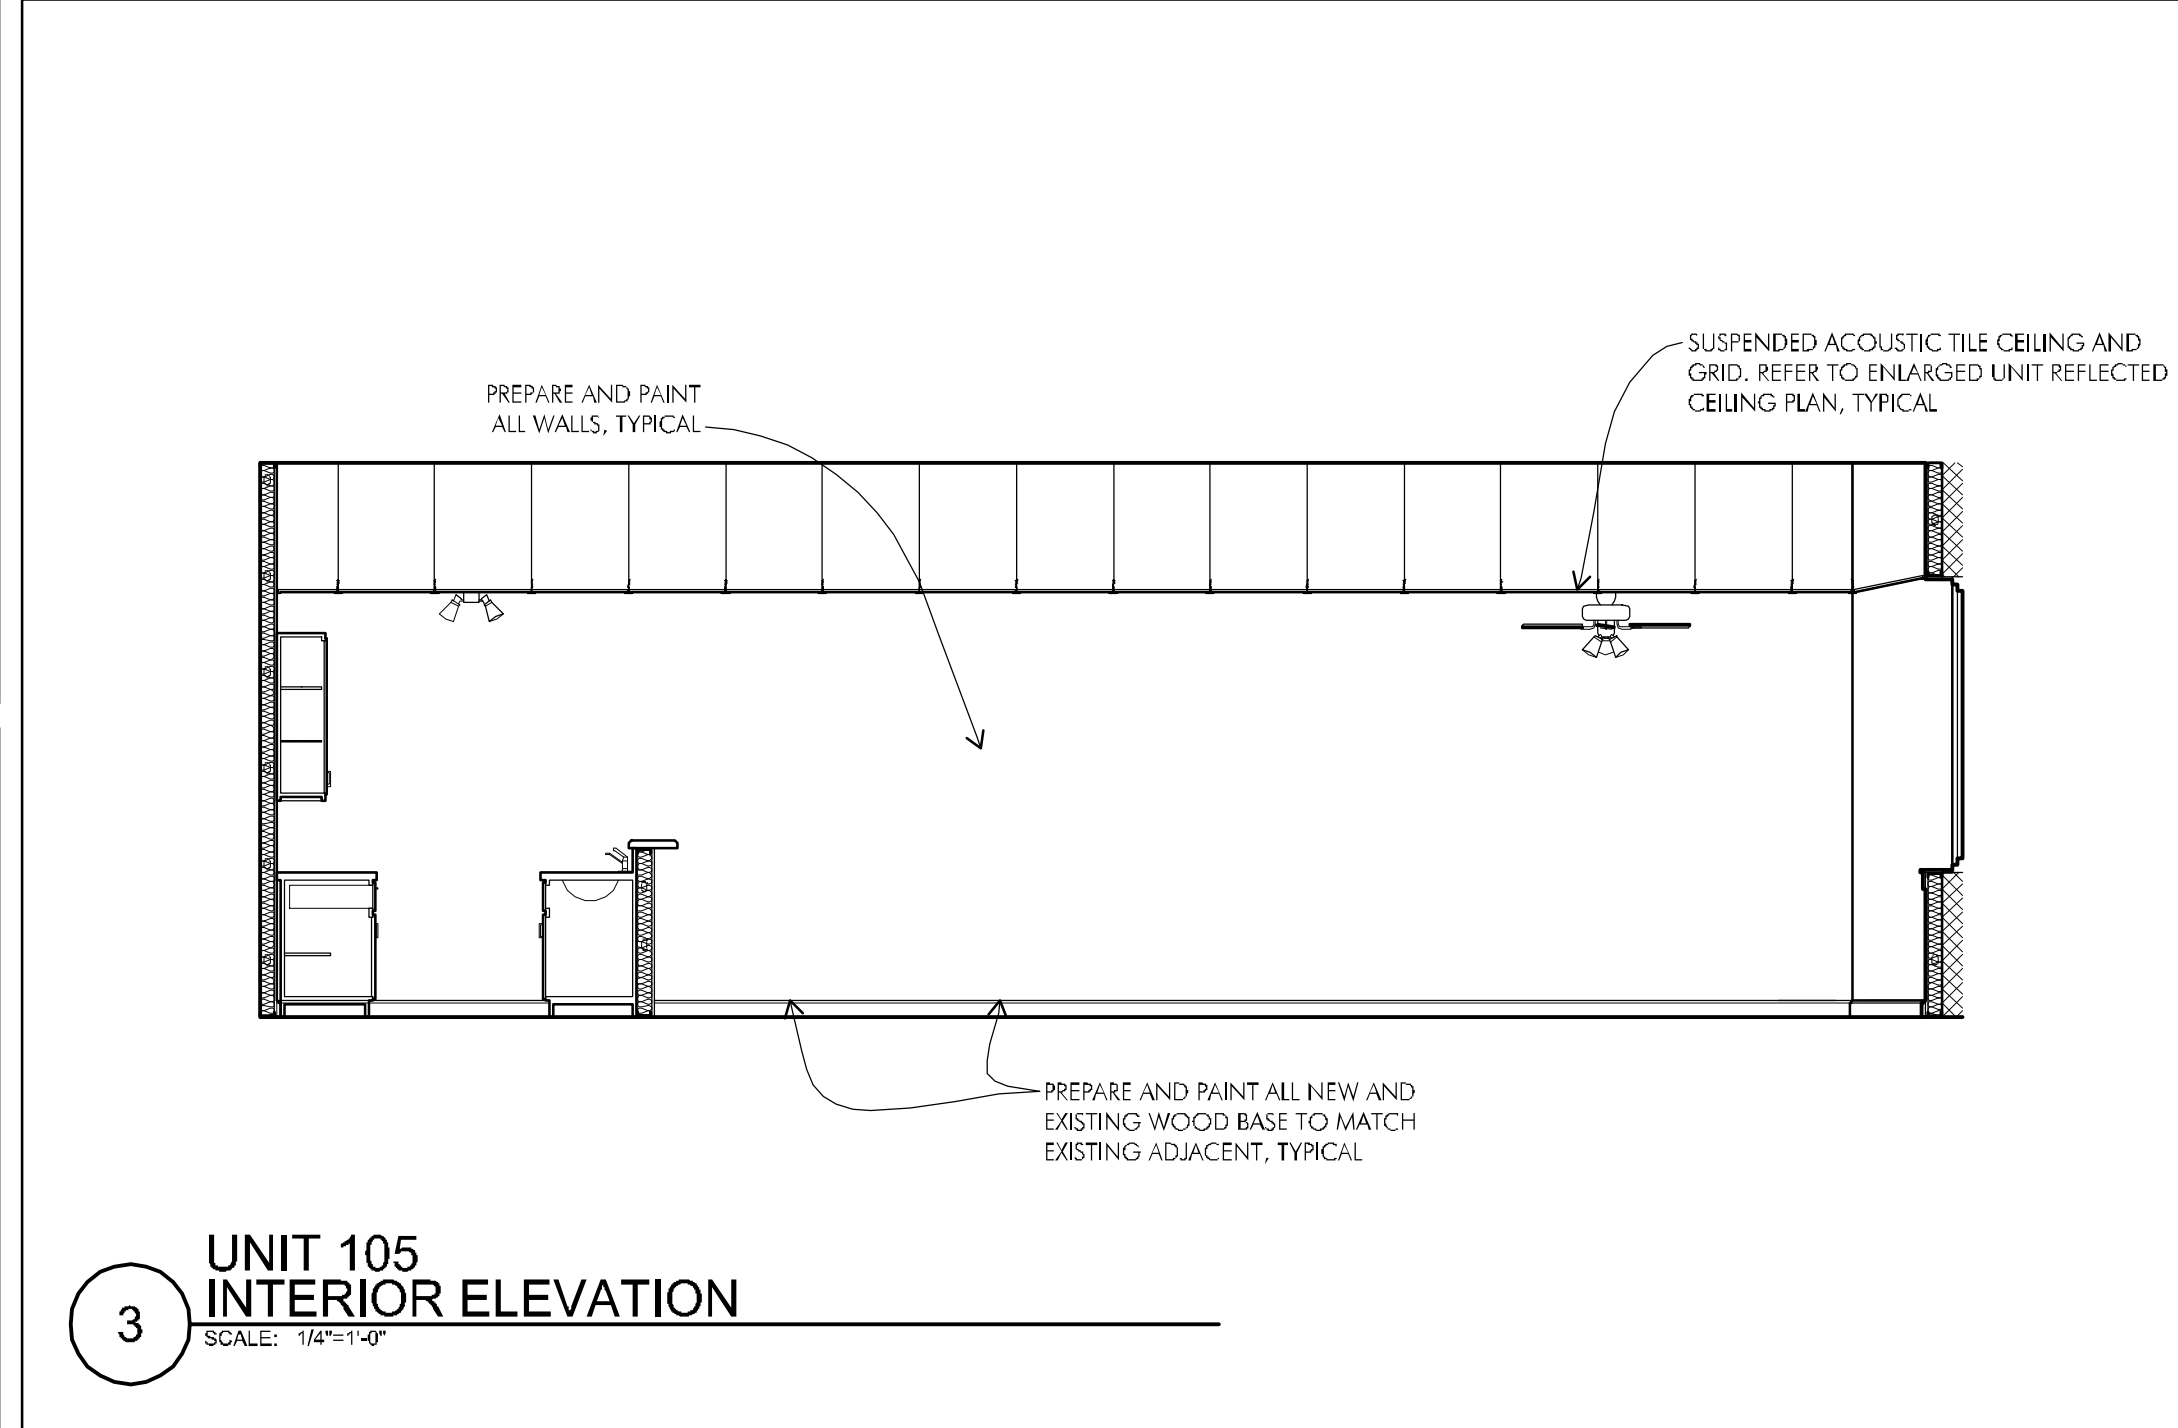 SUSPENDED ACOUSTIC TILE CEILING AND
GRID. REFER TO ENLARGED UNIT REFLECTED
CEILING PLAN, TYPICAL
PREPARE AND PAINT
ALL WALLS, TYPICAL
PREPARE AND PAINT ALL NEW AND
EXISTING WOOD BASE TO MATCH
EXISTING ADJACENT, TYPICAL
UNIT 105
INTERIOR ELEVATION
3
SCALE: 1/4"=1'-0"